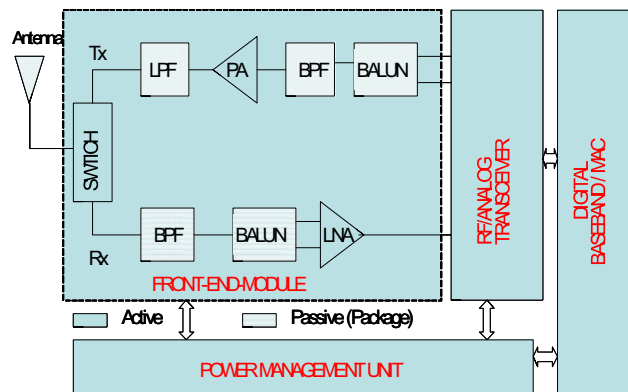 Antenna
Tx
LPF
PA
BPF
BALUN
SWITCH
BPF
BALUN
LNA
Rx
FRONT-END-MODULE
RF/ANALOG
TRANSCEIVER
DIGITAL
BASEBAND / MAC
Active
Passive (Package)
POWER MANAGEMENT UNIT